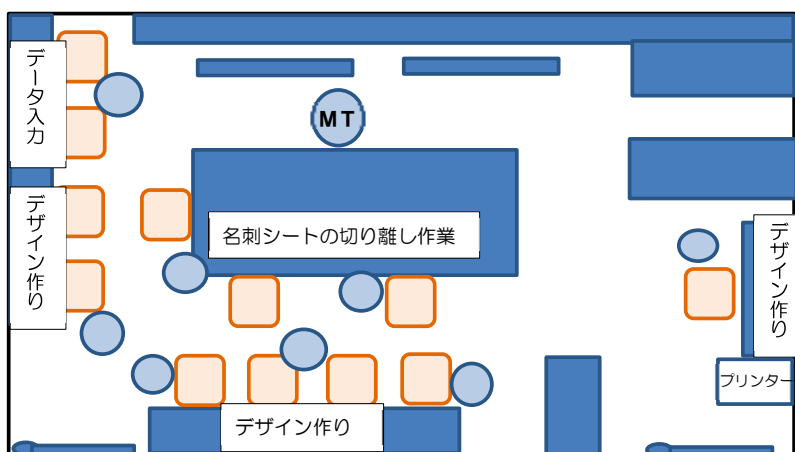 データ入力
MT
デザイン作り
名刺シートの切り離し作業
デザイン作り
プリンター
デザイン作り